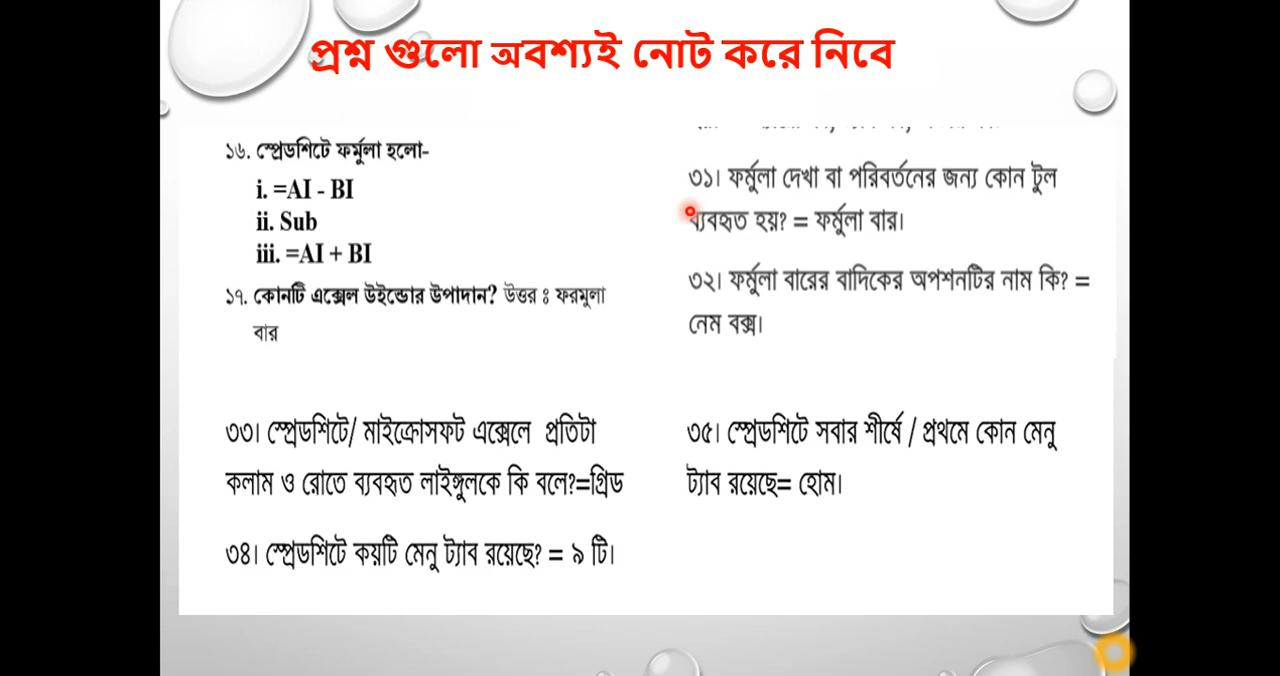 প্রশ্ন গুলো অবশ্যই নোট করে নিবে
১৬. স্প্রেডশিটে ফর্মুলা হলো-
i. =AI - BI
ii. Sub
iii. =AI + BI
১৭. কোনটি এক্সেল উইন্ডোর উপাদান? উত্তর ঃ ফরমুলা
বার
৩১। ফর্মুলা দেখা বা পরিবর্তনের জন্য কোন টুল
ব্যবহৃত হয়? = ফর্মুলা বার।
৩২। ফর্মুলা বারের বাদিকের অপশনটির নাম কি? =
নেম বক্স।
৩৩। স্প্রেডশিটে/ মাইক্রোসফট এক্সেলে প্রতিটা
কলাম ও রোতে ব্যবহৃত লাইন্গুলকে কি বলে?=গ্রিড
৩৪। স্প্রেডশিটে কয়টি মেনু ট্যাব রয়েছে? = ৯ টি।
৩৫। স্প্রেডশিটে সবার শীর্ষে / প্রথমে কোন মেনু
ট্যাব রয়েছে= হোম।